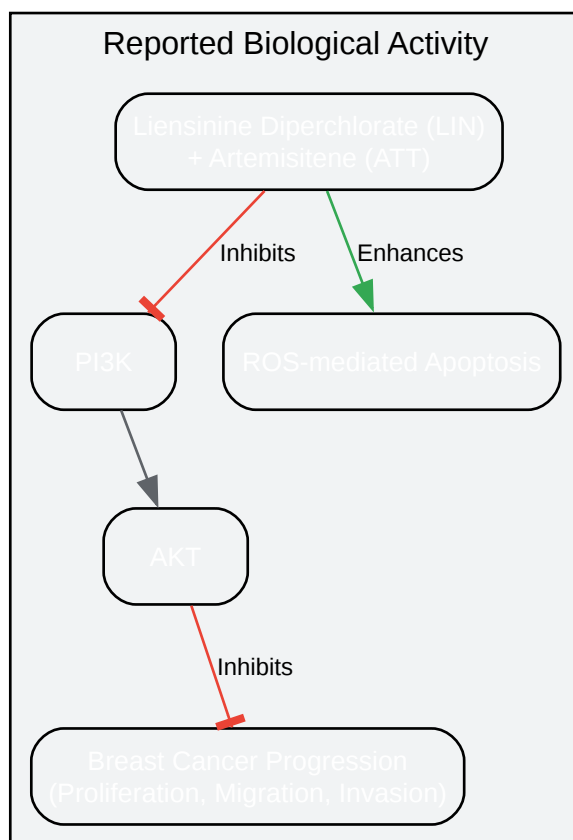 Reported Biological Activity
Liensinine Diperchlorate (LIN)
+ Artemisitene (ATT)
Inhibits
Enhances
PI3K
ROS-mediated Apoptosis
AKT
Inhibits
Breast Cancer Progression
(Proliferation, Migration, Invasion)